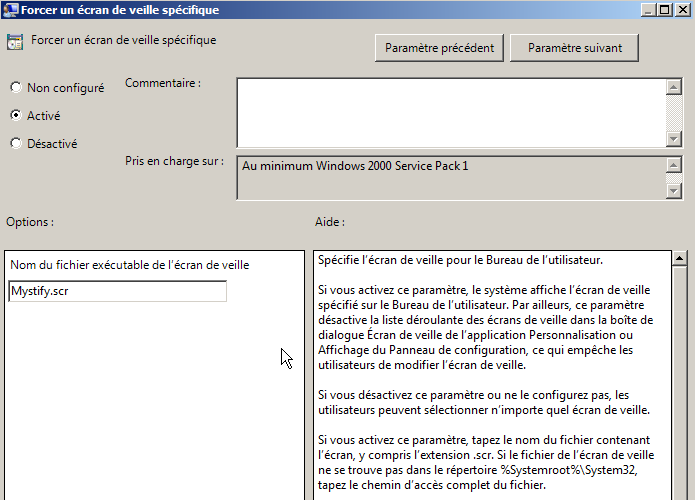 Forcer un écran de veille spécifique
Forcer un écran de veille spécifique
Paramètre précédent
Paramètre suivant
Non configuré
Activé
Désactivé
Commentaire :
Pris en charge sur :
Au minimum Windows 2000 Service Pack 1
Options :
Aide :
Nom du fichier exécutable de l'écran de veille
Mystify.scr
Spécifie l'écran de veille pour le Bureau de l'utilisateur.
Si vous activez ce paramètre, le système affiche l'écran de veille
spécifié sur le Bureau de l'utilisateur. Par ailleurs, ce paramètre
désactive la liste déroulante des écrans de veille dans la boîte de
dialogue Écran de veille de l'application Personnalisation ou
Affichage du Panneau de configuration, ce qui empêche les
utilisateurs de modifier l'écran de veille.
Si vous désactivez ce paramètre ou ne le configurez pas, les
utilisateurs peuvent sélectionner n'importe quel écran de veille.
Si vous activez ce paramètre, tapez le nom du fichier contenant
l'écran, y compris l'extension .scr. Si le fichier de l'écran de veille
ne se trouve pas dans le répertoire %Systemroot%\System32,
tapez le chemin d'accès complet du fichier.